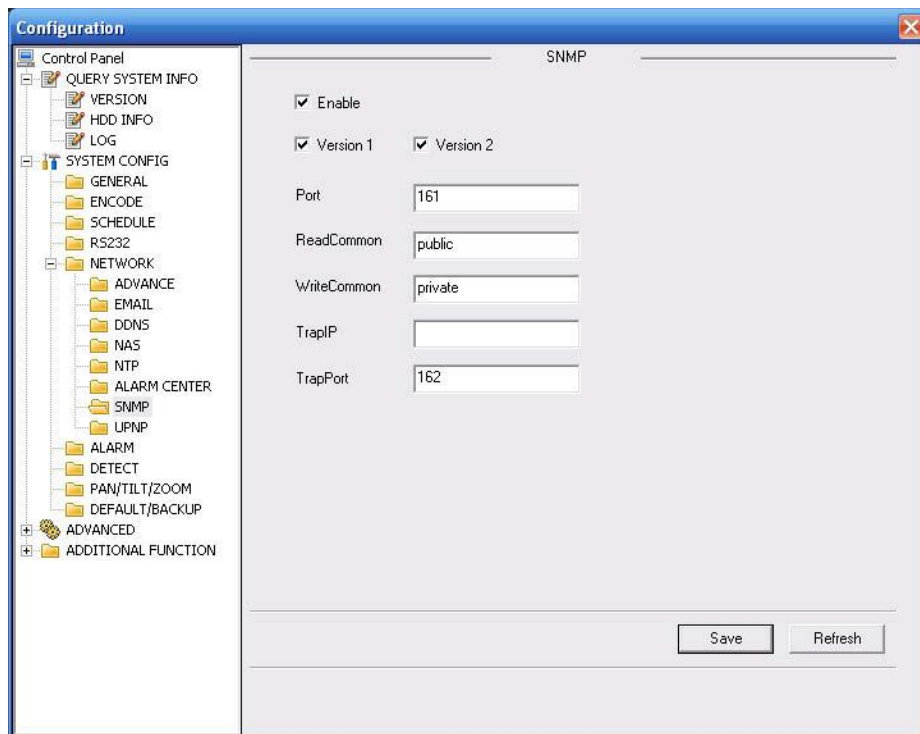 Configuration
Control Panel
QUERY SYSTEM INFO
VERSION
HDD INFO
LOG
SYSTEM CONFIG
GENERAL
ENCODE
SCHEDULE
RS232
NETWORK
ADVANCE
EMAIL
DDNS
NAS
NTP
ALARM CENTER
SNMP
UPNP
ALARM
DETECT
PAN/TILT/ZOOM
DEFAULT/BACKUP
ADVANCED
ADDITIONAL FUNCTION
SNMP
Enable
Version 1 Version 2
Port 161
ReadCommon public
WriteCommon private
TrapIP
TrapPort 162
Save Refresh